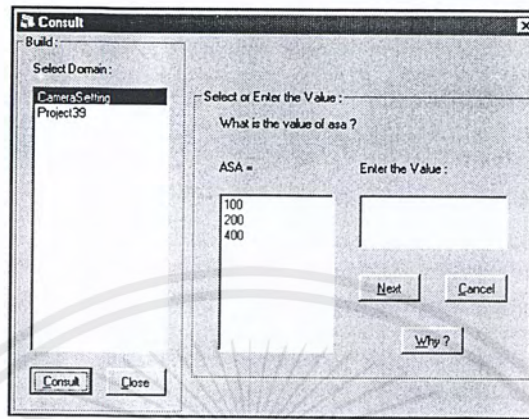 Consult
Build :
Select Domain :
CameraSetting
Project39
Consult
Close
Select or Enter the Value :
What is the value of asa ?
ASA =
100
200
400
Enter the Value :
Next
Cancel
Why ?